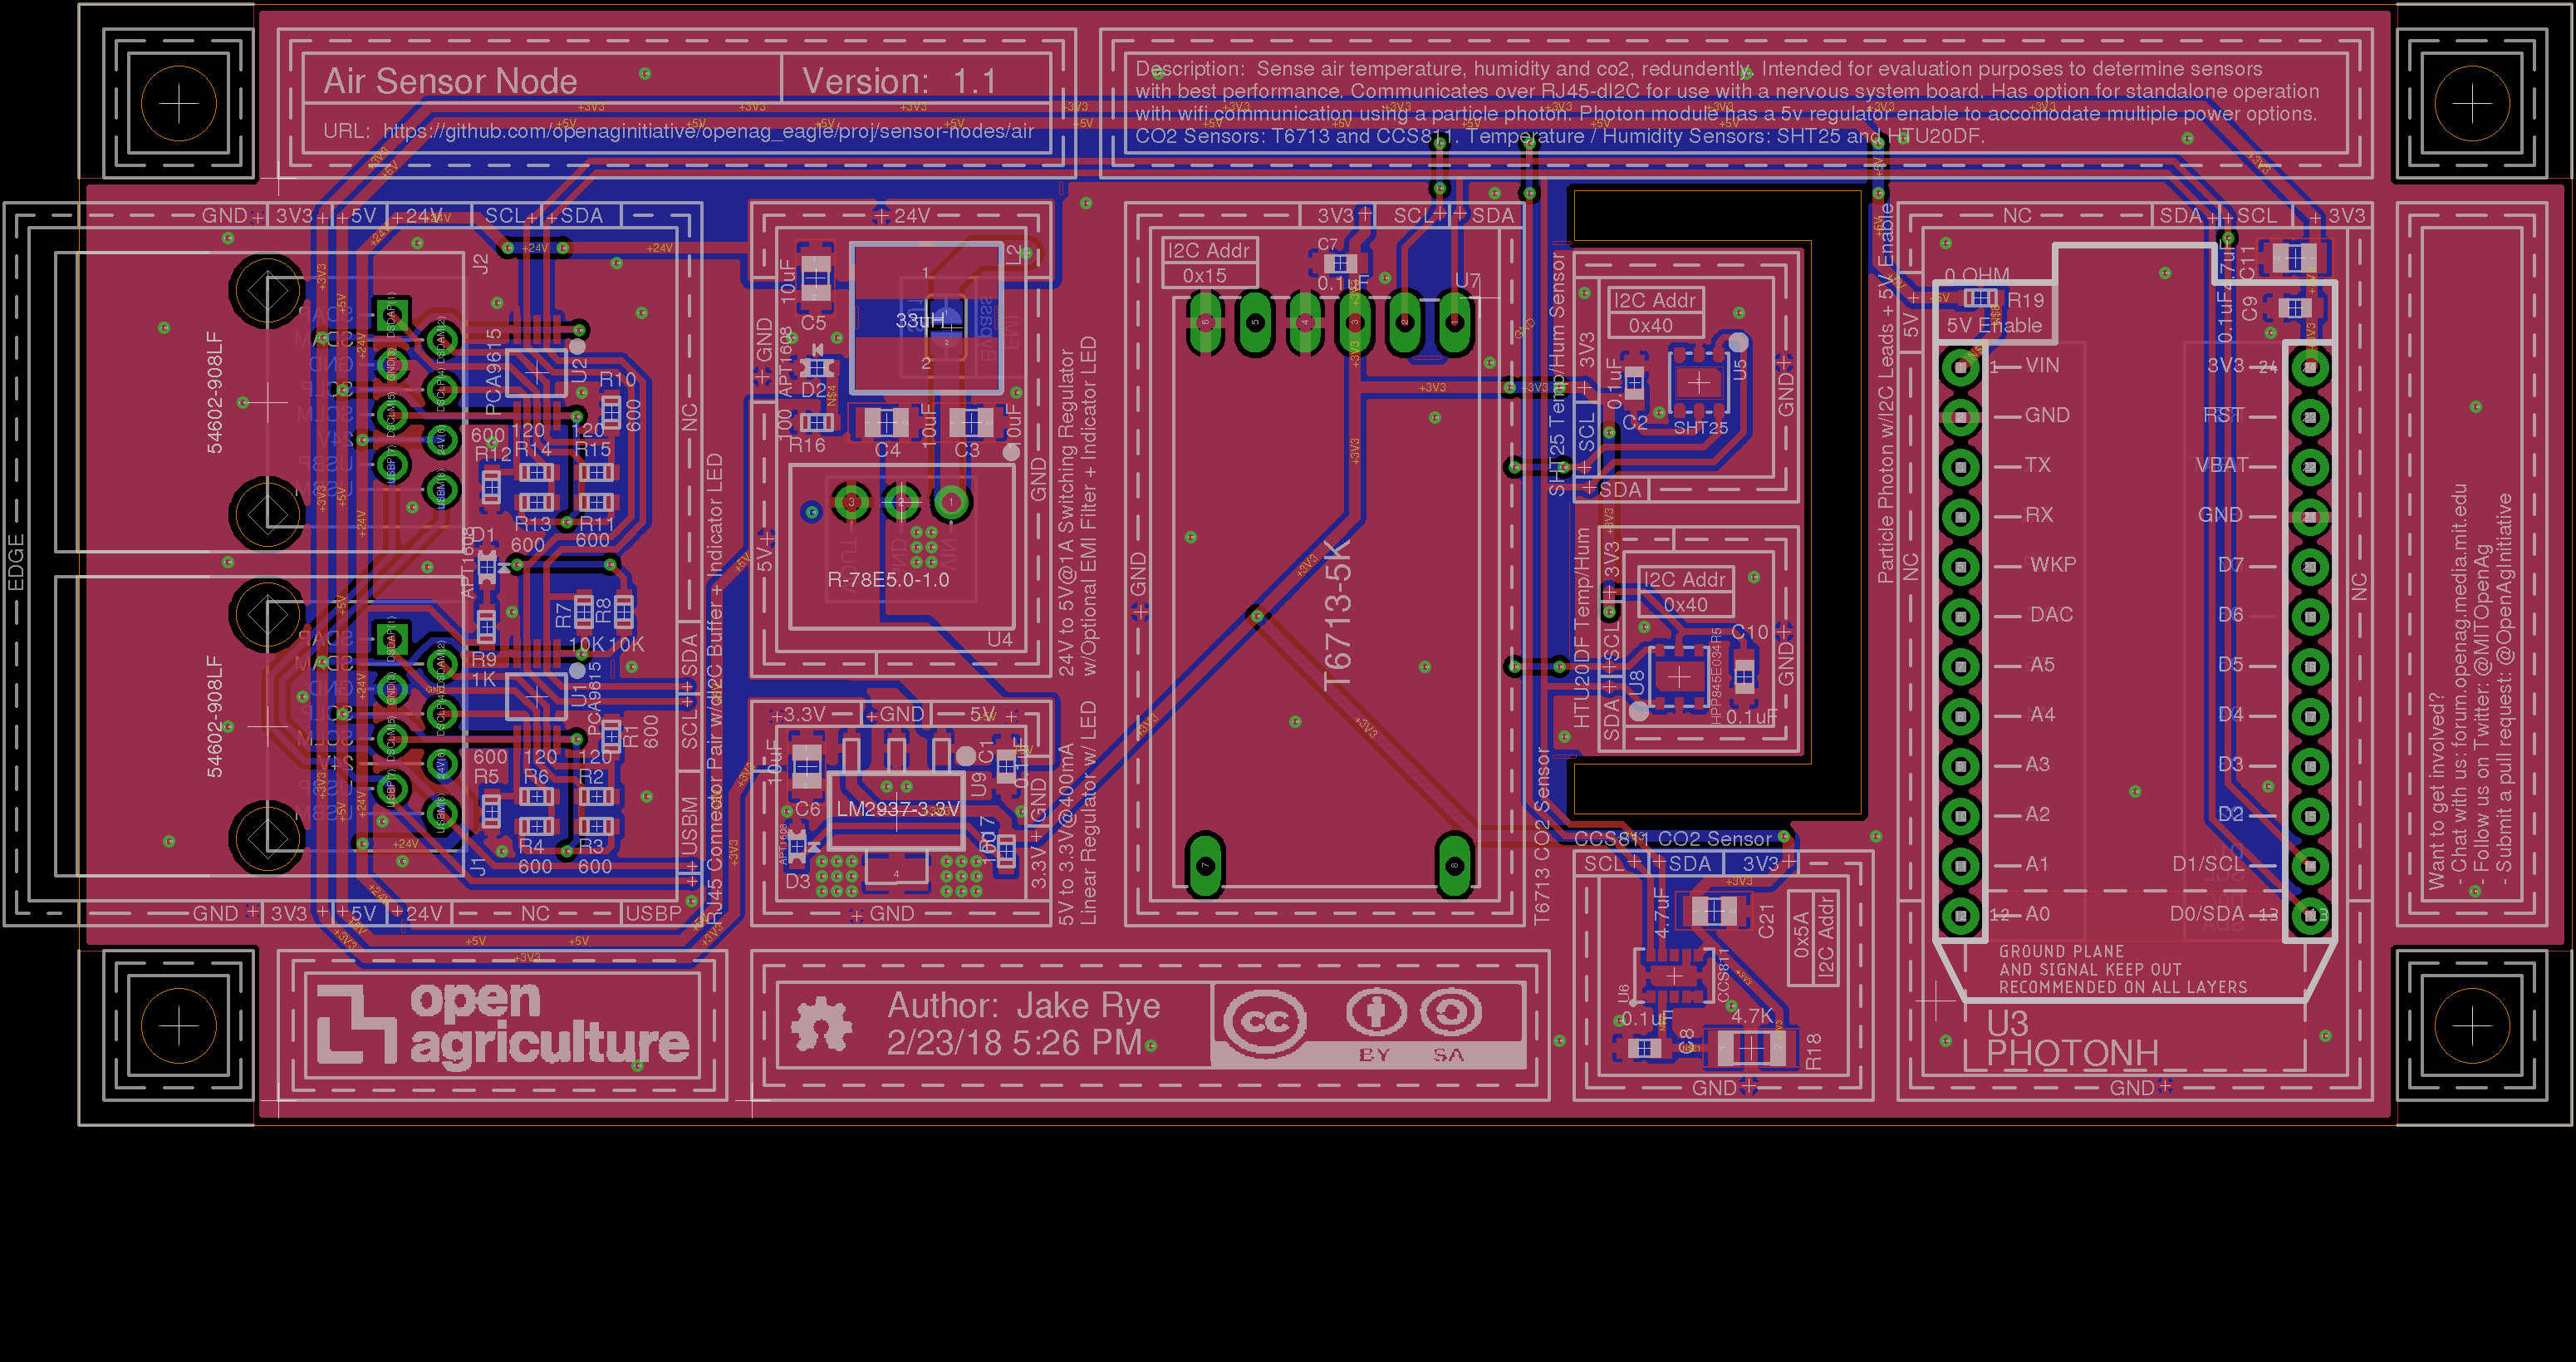 Air Sensor Node
Version: 1.1
URL: https://github.com/openaginitiative/openag_eagle/proj/sensor-nodes/air
Description: Sense air temperature, humidity and co2, redundently. Intended for evaluation purposes to determine sensors
with best performance. Communicates over RJ45-dI2C for use with a nervous system board. Has option for standalone operation
with wifi communication using a particle photon. Photon module has a 5v regulator enable to accomodate multiple power options.
CO2 Sensors: T6713 and CCS811. Temperature / Humidity Sensors: SHT25 and HTU20DF.
EDGE
GND 3V3 +5V +24V SCL SDA
J2
54602-908LF
PCA9615
U2
R10
600
NC
600 120 120
R12 R14 R15
R13 R11
600 600
D1
APT1608
R7 R8
10K 10K
R9
1K
54602-908LF
U1
PCA9615
R1
600
600 120 120
R5 R6 R2
R4 R3
600 600
J1
SCL SDA
USBM
GND 3V3 +5V +24V NC USBP
RJ45 Connector Pair w/dI2C Buffer + Indicator LED
24V
10uF
C5
L2
33uH
1
2
GND
APT1608
D2
100
R16
10uF
C4
10uF
C3
5V
GND
R-78E5.0-1.0
U4
24V to 5V@1A Switching Regulator
w/Optional EMI Filter + Indicator LED
3.3V GND 5V
10uF
C6
C1
0.1uF
U9
LM2937-3.3V
D3
4
3.3V GND
GND
5V to 3.3V@400mA
Linear Regulator w/ LED
3V3 SCL SDA
I2C Addr
0x15
C7
0.1uF
U7
GND
T6713-5K
T6713 CO2 Sensor
SHT25 Temp/Hum Sensor
I2C Addr
0x40
3V3
SCL
SDA
0.1uF
C2
SHT25
U5
GND
HTU20DF Temp/Hum
I2C Addr
0x40
3V3
SCL
SDA
U8
HPP845E034R5
C10
0.1uF
GND
CCS811 CO2 Sensor
SCL SDA 3V3
4.7uF
C21
0x5A
I2C Addr
U6
CCS811
0.1uF
C8
4.7K
R18
GND
Particle Photon w/I2C Leads + 5V Enable
NC SDA SCL 3V3
4.7uF
C11
0.1uF
C9
0 OHM
R19
5V Enable
5V
NC
NC
1 VIN 3V3 24
GND RST
TX VBAT
RX GND
WKP D7
DAC D6
A5 D5
A4 D4
A3 D3
A2 D2
A1 D1/SCL
12 A0 D0/SDA 13
GROUND PLANE
AND SIGNAL KEEP OUT
RECOMMENDED ON ALL LAYERS
U3
PHOTONH
GND
Want to get involved?
- Chat with us: forum.openag.media.mit.edu
- Follow us on Twitter: @MITOpenAg
- Submit a pull request: @OpenAgInitiative
open
agriculture
Author: Jake Rye
2/23/18 5:26 PM
cc
BY SA